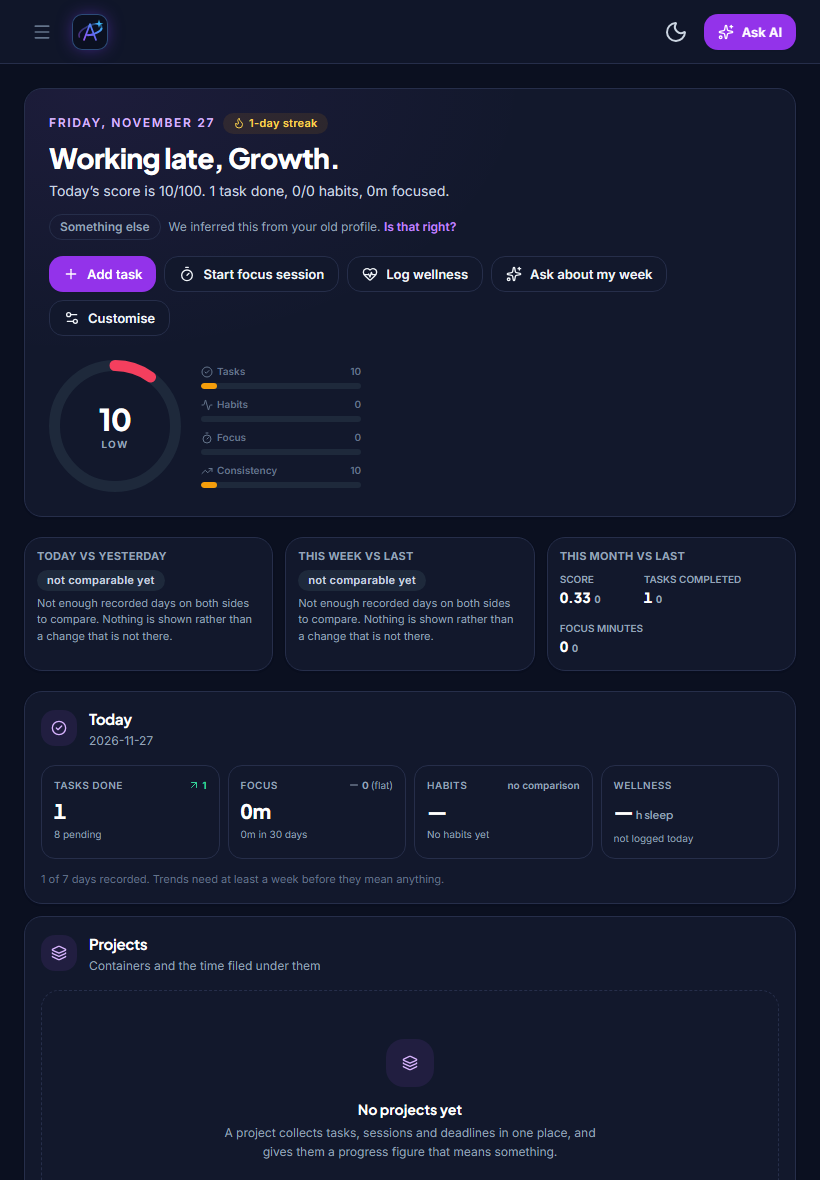 Ask AI
FRIDAY, NOVEMBER 27
1-day streak
Working late, Growth.
Today's score is 10/100. 1 task done, 0/0 habits, 0m focused.
Something else
We inferred this from your old profile. Is that right?
Add task
Start focus session
Log wellness
Ask about my week
Customise
10
LOW
Tasks 10
Habits 0
Focus 0
Consistency 10
TODAY VS YESTERDAY
not comparable yet
Not enough recorded days on both sides
to compare. Nothing is shown rather than
a change that is not there.
THIS WEEK VS LAST
not comparable yet
Not enough recorded days on both sides
to compare. Nothing is shown rather than
a change that is not there.
THIS MONTH VS LAST
SCORE
0.33 0
TASKS COMPLETED
1 0
FOCUS MINUTES
0 0
Today
2026-11-27
TASKS DONE
1
1
8 pending
FOCUS
— 0 (flat)
0m
0m in 30 days
HABITS
no comparison
—
No habits yet
WELLNESS
— h sleep
not logged today
1 of 7 days recorded. Trends need at least a week before they mean anything.
Projects
Containers and the time filed under them
No projects yet
A project collects tasks, sessions and deadlines in one place, and
gives them a progress figure that means something.